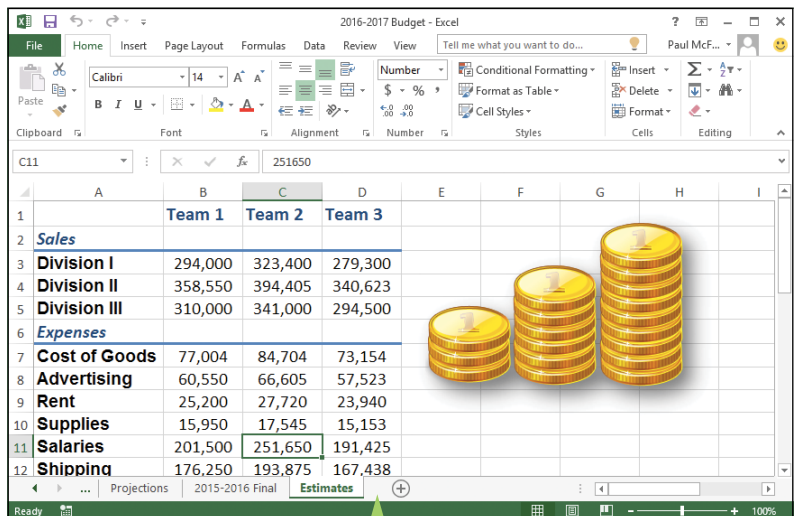 2016-2017 Budget - Excel ?
File Home Insert Page Layout Formulas Data Review View Tell me what you want to do... Paul McF...
Paste Calibri 14 A A B I U A Number $ % , .0 .00 .00 .0 Conditional Formatting Format as Table Cell Styles Insert Delete Format Σ A Z
Clipboard Font Alignment Number Styles Cells Editing
C11 fx 251650
A B C D E F G H I
1 Team 1 Team 2 Team 3
2 Sales
3 Division I 294,000 323,400 279,300
4 Division II 358,550 394,405 340,623
5 Division III 310,000 341,000 294,500
6 Expenses
7 Cost of Goods 77,004 84,704 73,154
8 Advertising 60,550 66,605 57,523
9 Rent 25,200 27,720 23,940
10 Supplies 15,950 17,545 15,153
11 Salaries 201,500 251,650 191,425
12 Shipping 176,250 193,875 167,438
... Projections 2015-2016 Final Estimates
Ready 100%
1
1
1